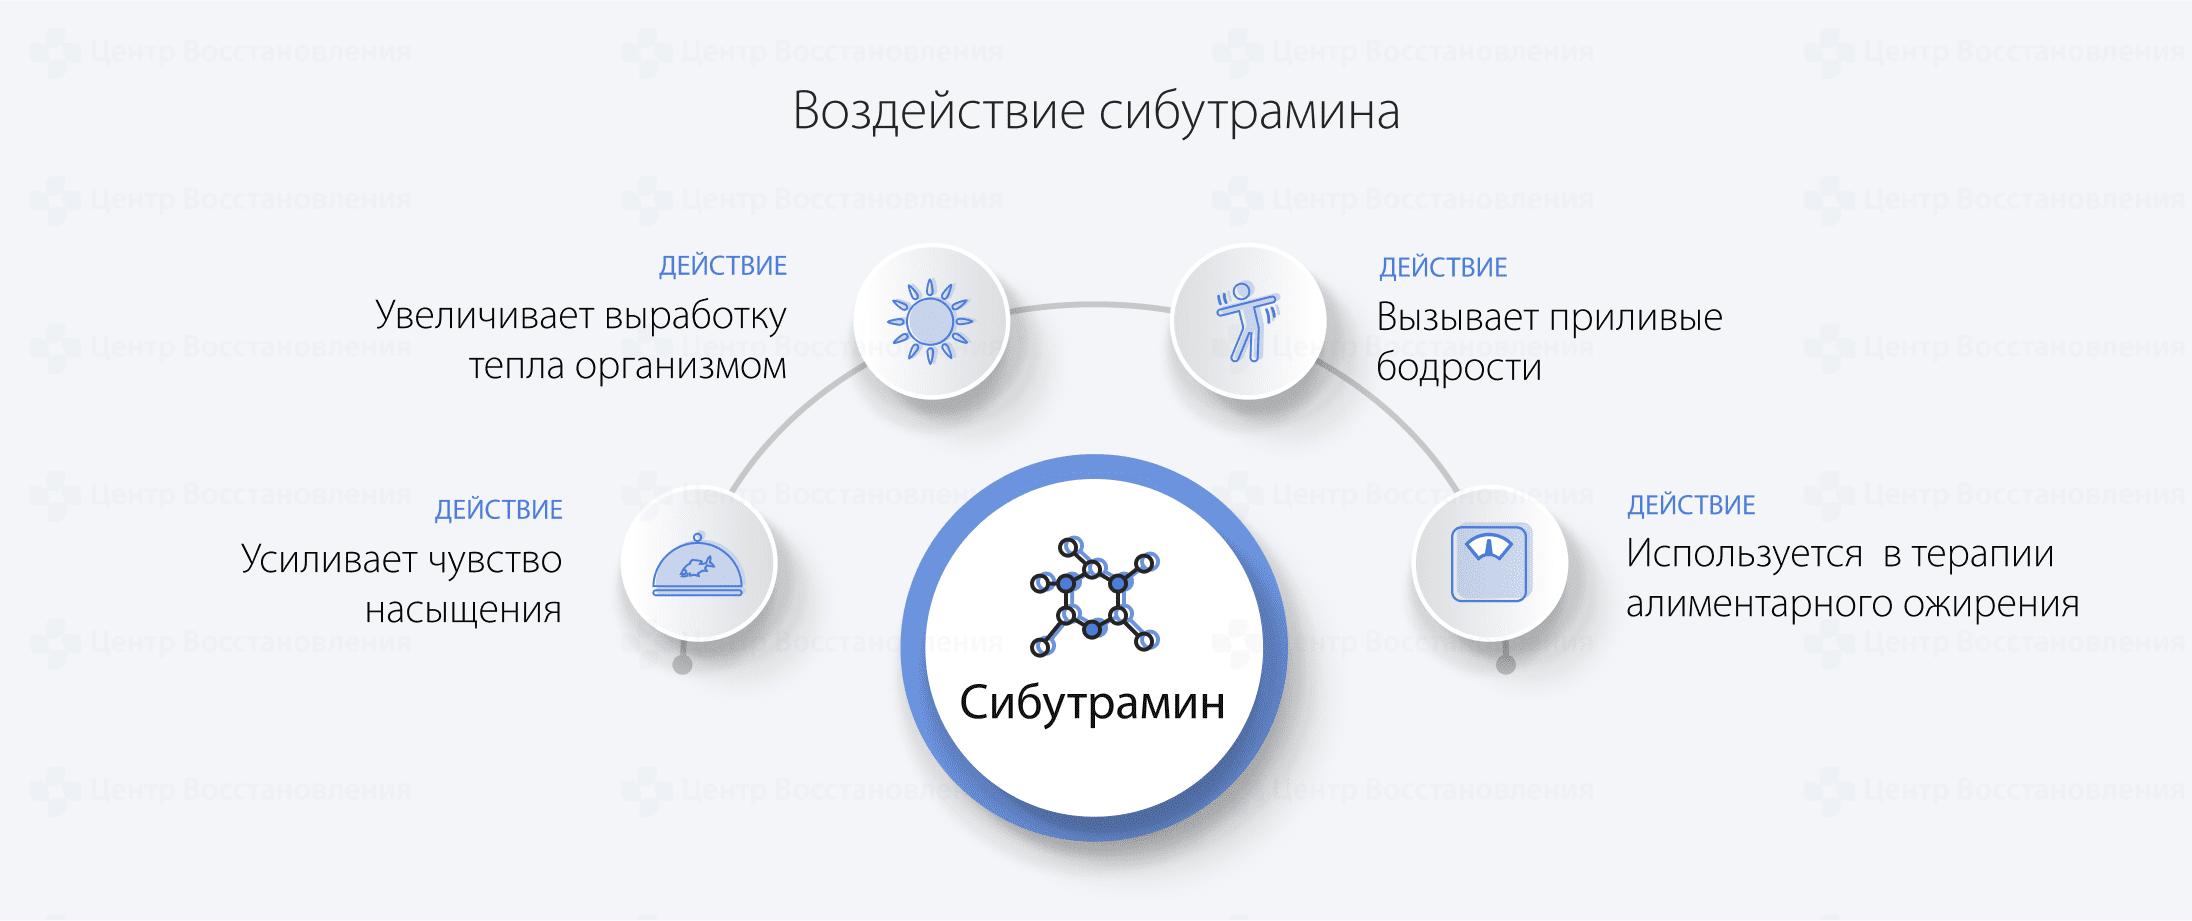 Воздействие сибутрамина
ДЕЙСТВИЕ
Увеличивает выработку
тепла организмом
ДЕЙСТВИЕ
Вызывает приливые
бодрости
ДЕЙСТВИЕ
Усиливает чувство
насыщения
ДЕЙСТВИЕ
Используется в терапии
алиментарного ожирения
Сибутрамин
Центр Восстановления